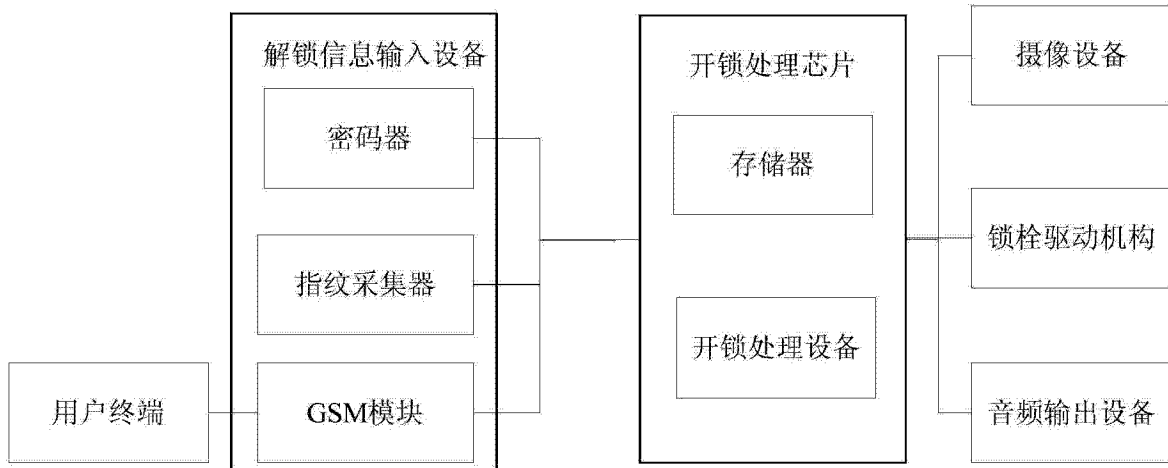 解锁信息输入设备
密码器
指纹采集器
GSM模块
用户终端
开锁处理芯片
存储器
开锁处理设备
摄像设备
锁栓驱动机构
音频输出设备